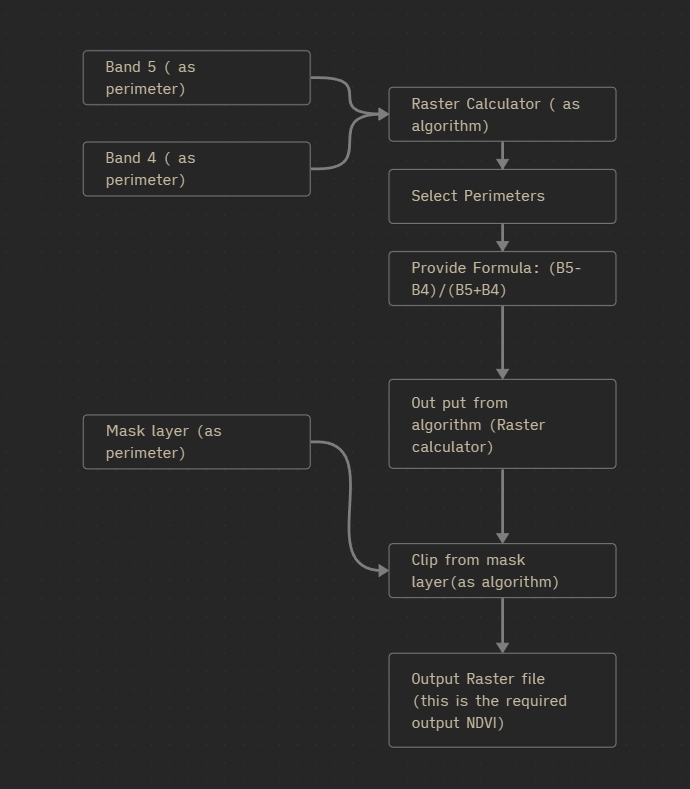 Band 5 ( as
perimeter)
Band 4 ( as
perimeter)
Raster Calculator ( as
algorithm)
Select Perimeters
Provide Formula: (B5-
B4)/(B5+B4)
Out put from
algorithm (Raster
calculator)
Mask layer (as
perimeter)
Clip from mask
layer(as algorithm)
Output Raster file
(this is the required
output NDVI)